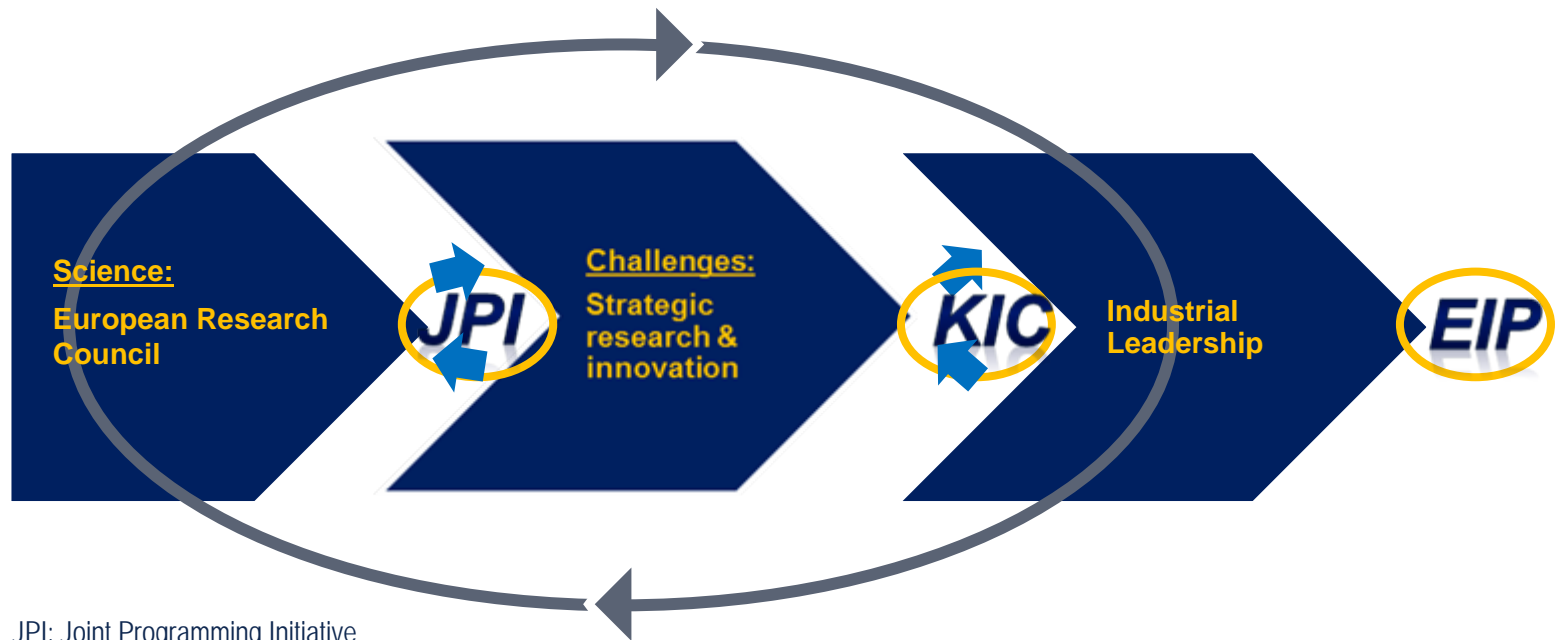 Science:
European Research
Council
JPI
Challenges:
Strategic
research &
innovation
KIC
Industrial
Leadership
EIP
JPI: Joint Programming Initiative